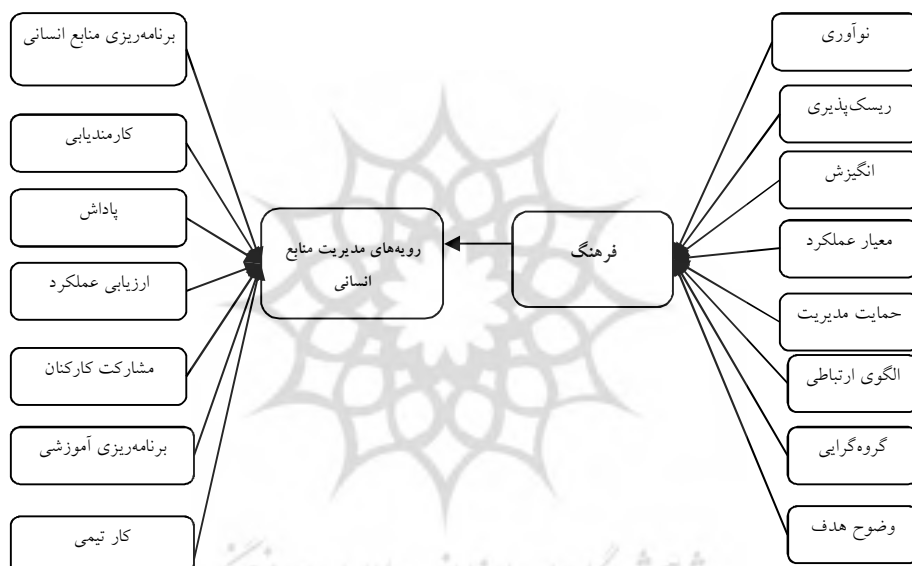 نوآوری
ریسک‌پذیری
انگیزش
معیار عملکرد
حمایت مدیریت
الگوی ارتباطی
گروه‌گرایی
وضوح هدف
فرهنگ
رویه‌های مدیریت منابع
انسانی
برنامه‌ریزی منابع انسانی
کارمندیابی
پاداش
ارزیابی عملکرد
مشارکت کارکنان
برنامه‌ریزی آموزشی
کار تیمی